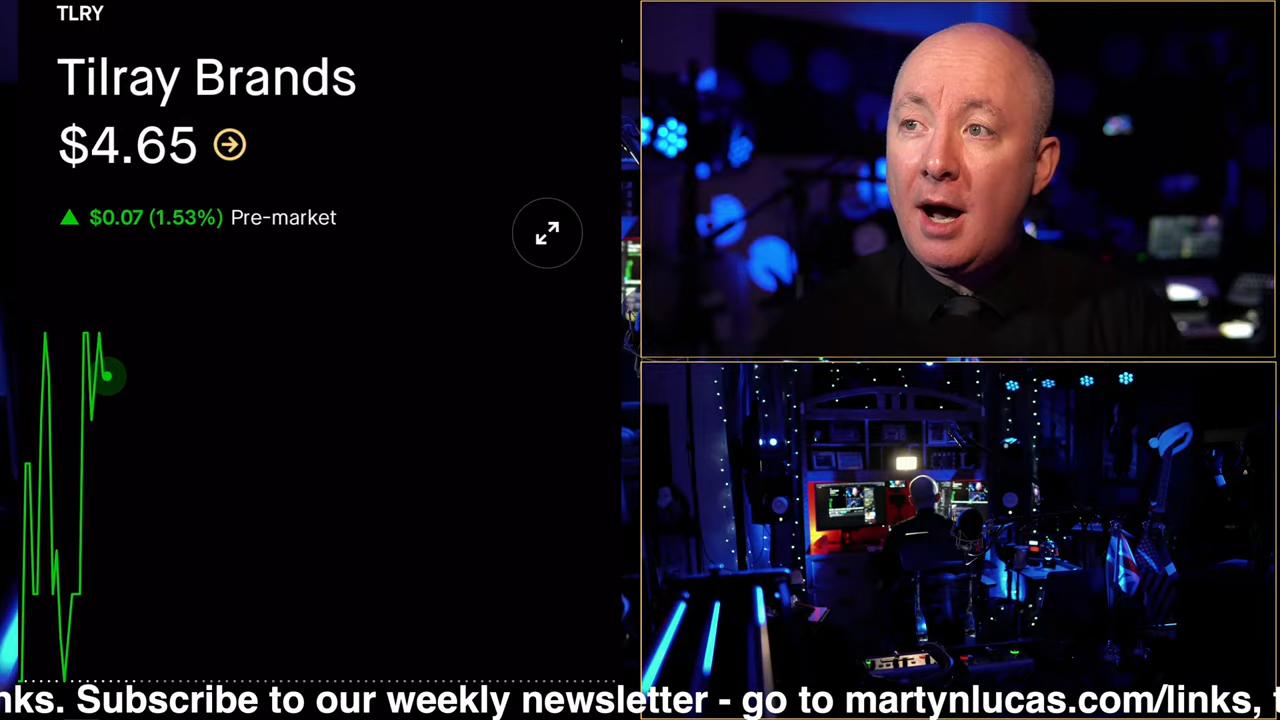 TLRY
Tilray Brands
$4.65
$0.07 (1.53%) Pre-market
nks. Subscribe to our weekly newsletter - go to martynlucas.com/links, t